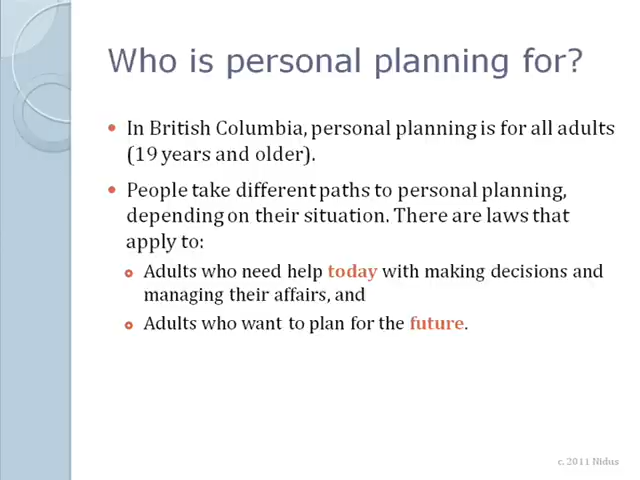 Who is personal planning for?
In British Columbia, personal planning is for all adults
(19 years and older).
People take different paths to personal planning,
depending on their situation. There are laws that
apply to:
Adults who need help today with making decisions and
managing their affairs, and
Adults who want to plan for the future.
c. 2011 Nidus